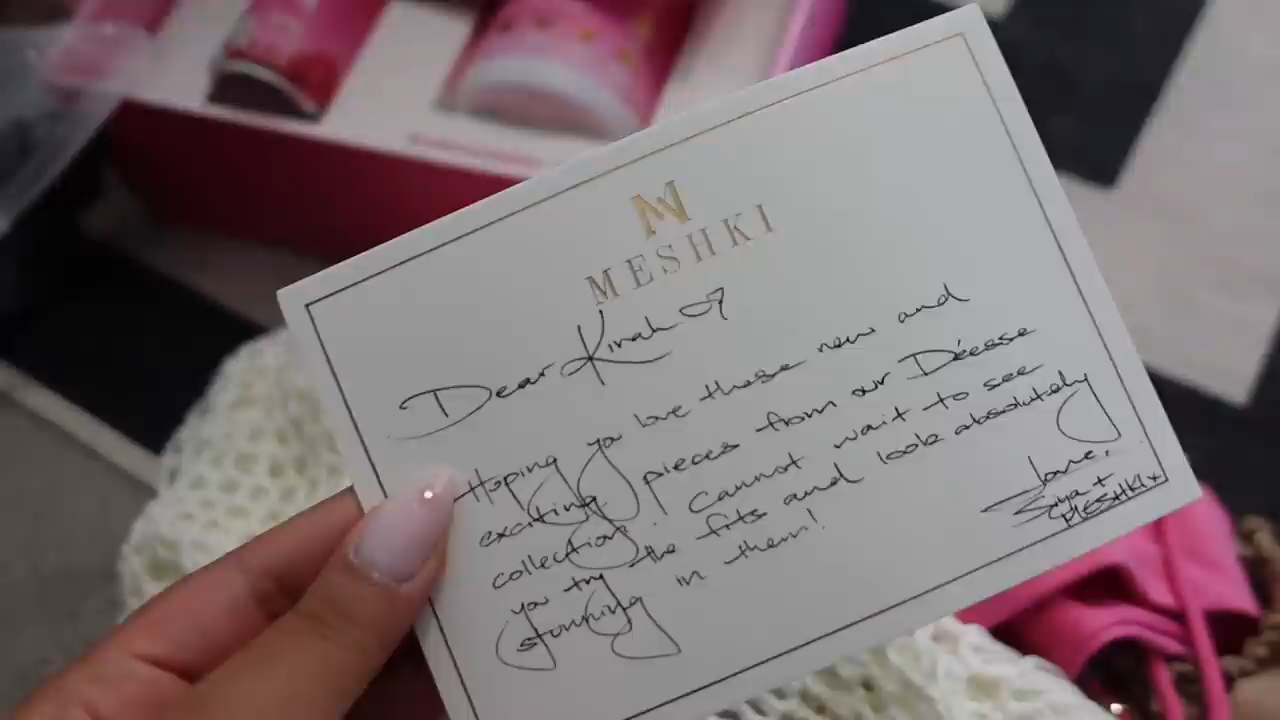 MESHKI
Dear Kirah
Hoping you love these new and
exciting pieces from our Déesse
collection. Cannot wait to see
you try the fits and look absolutely
stunning in them!
Love,
Ziya +
MESHKI x